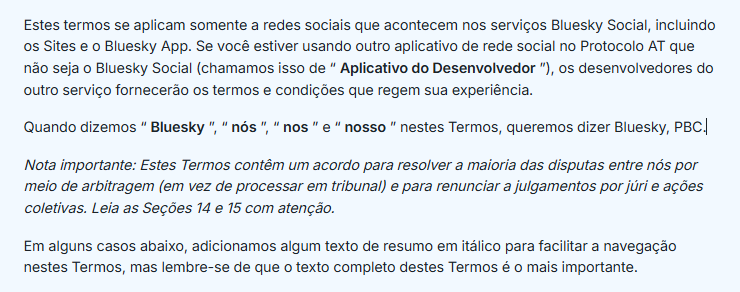 Estes termos se aplicam somente a redes sociais que acontecem nos serviços Bluesky Social, incluindo
os Sites e o Bluesky App. Se você estiver usando outro aplicativo de rede social no Protocolo AT que
não seja o Bluesky Social (chamamos isso de “ Aplicativo do Desenvolvedor ”), os desenvolvedores do
outro serviço fornecerão os termos e condições que regem sua experiência.
Quando dizemos “ Bluesky ”, “ nós ”, “ nos ” e “ nosso ” nestes Termos, queremos dizer Bluesky, PBC.
Nota importante: Estes Termos contêm um acordo para resolver a maioria das disputas entre nós por
meio de arbitragem (em vez de processar em tribunal) e para renunciar a julgamentos por júri e ações
coletivas. Leia as Seções 14 e 15 com atenção.
Em alguns casos abaixo, adicionamos algum texto de resumo em itálico para facilitar a navegação
nestes Termos, mas lembre-se de que o texto completo destes Termos é o mais importante.